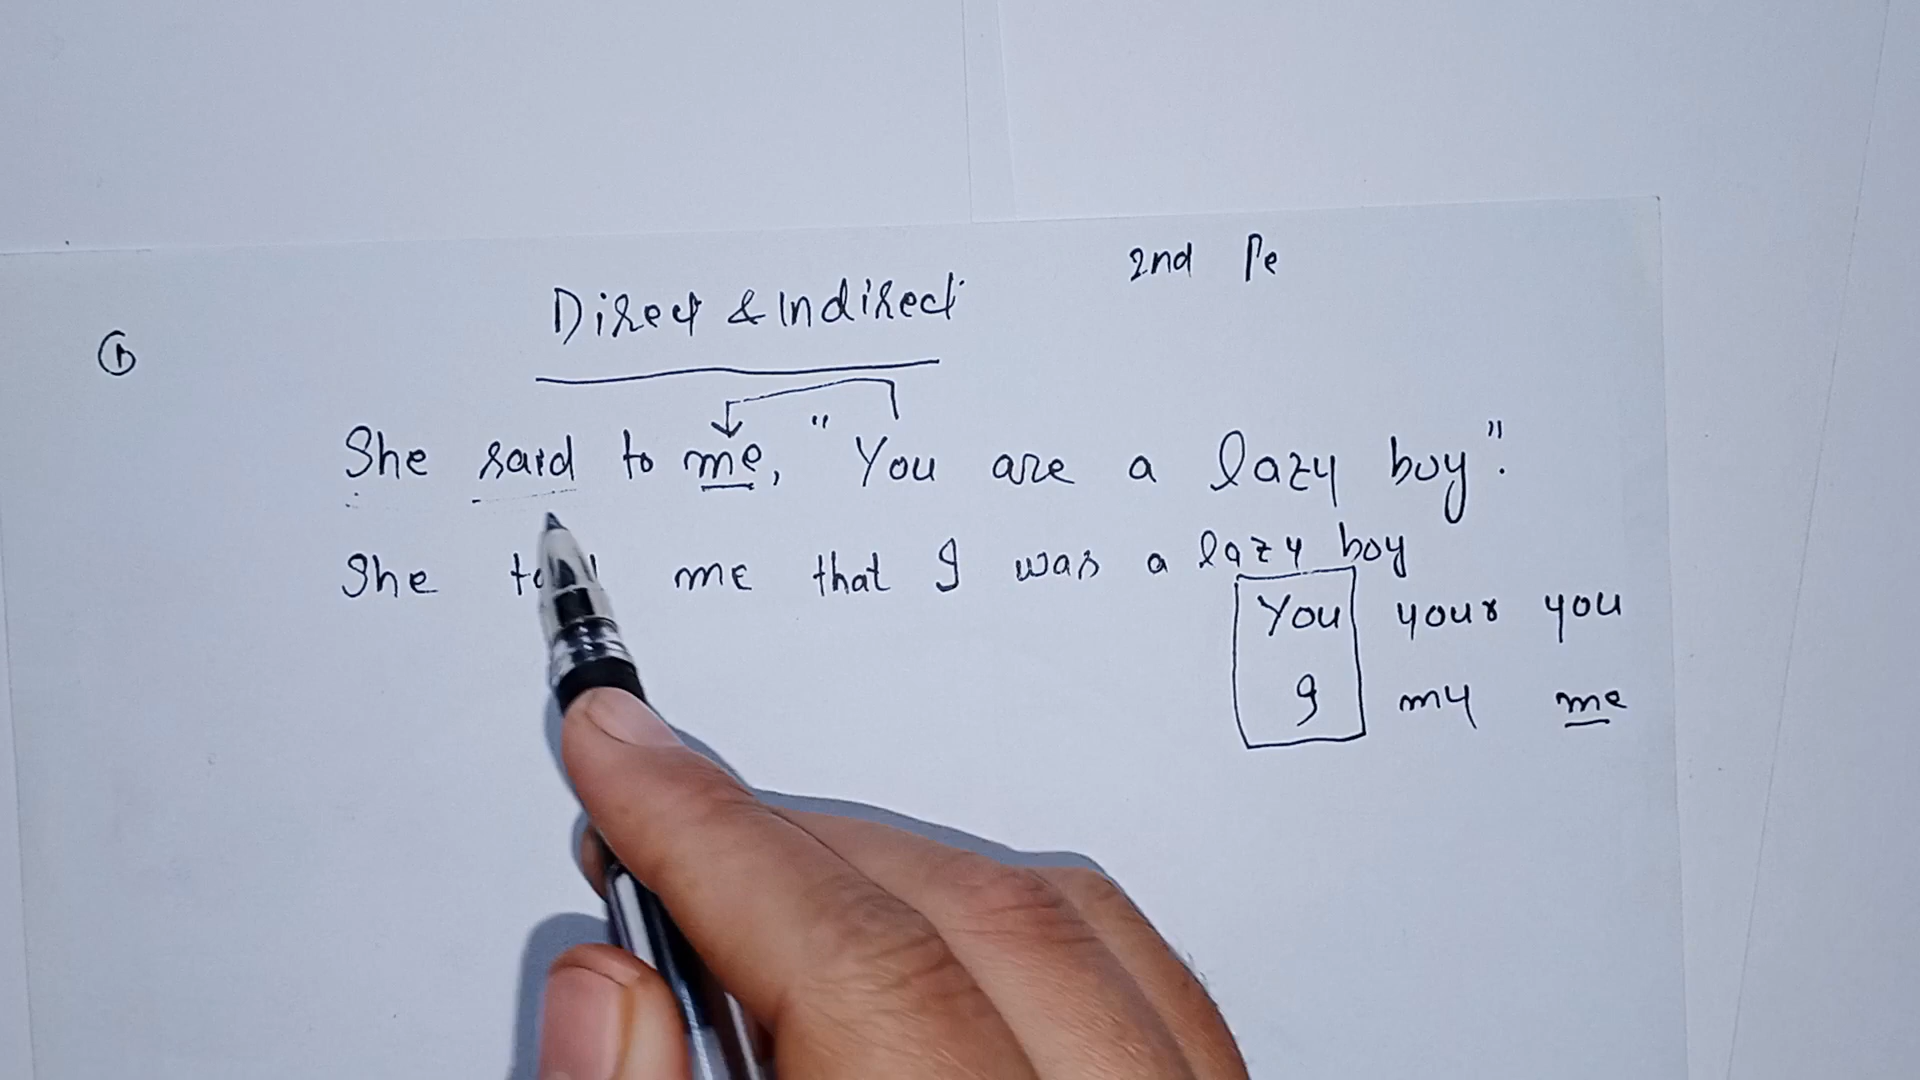 2nd Pe
Direct & Indirect
①
She said to me, "You are a lazy boy".
She me that I was a lazy boy
You your you
I my me